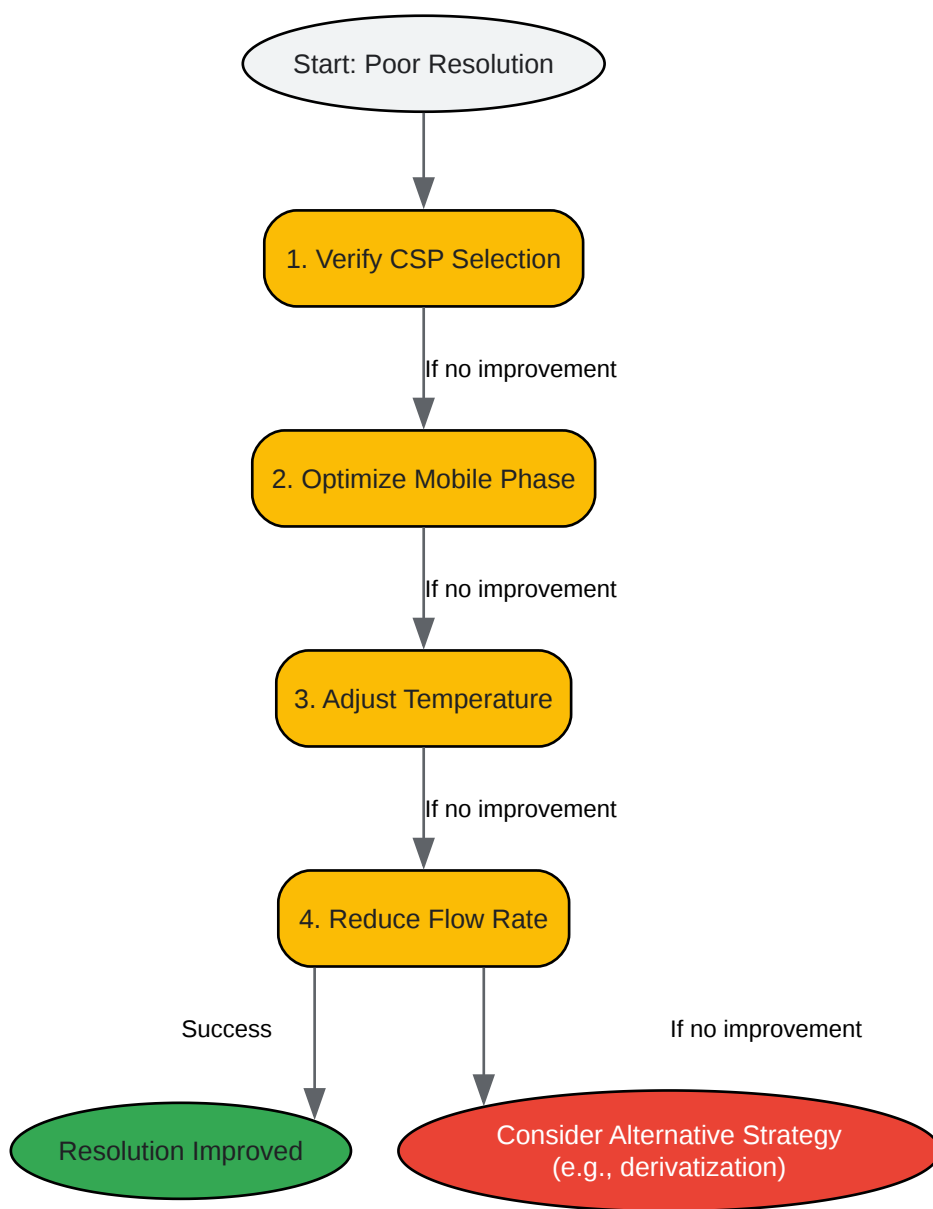 Start: Poor Resolution
1. Verify CSP Selection
If no improvement
2. Optimize Mobile Phase
If no improvement
3. Adjust Temperature
If no improvement
4. Reduce Flow Rate
Success
If no improvement
Resolution Improved
Consider Alternative Strategy
(e.g., derivatization)